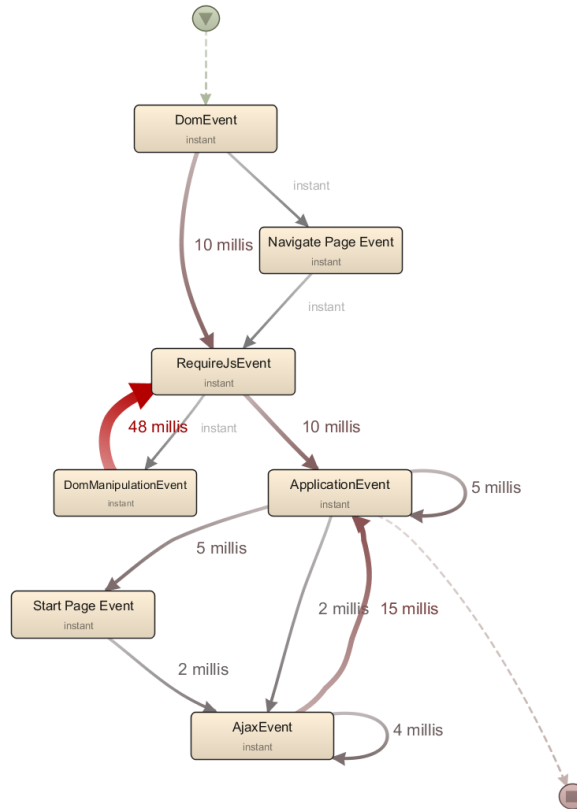 DomEvent
instant
instant
10 millis
Navigate Page Event
instant
instant
RequireJsEvent
instant
48 millis
instant
10 millis
DomManipulationEvent
instant
ApplicationEvent
instant
5 millis
5 millis
Start Page Event
instant
2 millis
15 millis
2 millis
AjaxEvent
instant
4 millis